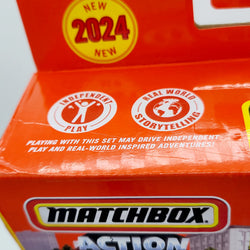 NEW
2024
NEW
INDEPENDENT
PLAY
REAL-WORLD
STORYTELLING
PLAYING WITH THIS SET MAY DRIVE INDEPENDENT
PLAY AND REAL-WORLD INSPIRED ADVENTURES!
MATCHBOX
ACTION